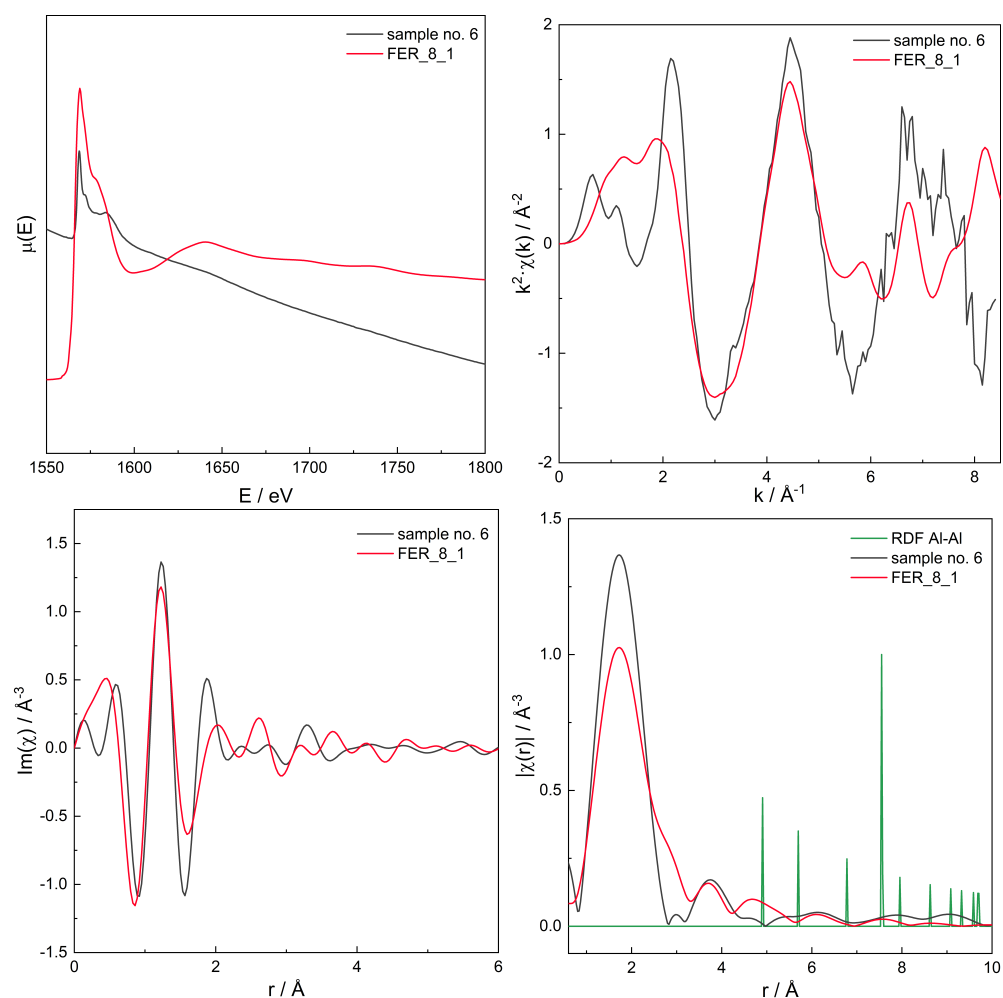 sample no. 6
FER_8_1
μ(E)
1550 1600 1650 1700 1750 1800
E / eV
sample no. 6
FER_8_1
2
1
0
-1
-2
k²·χ(k) / Å⁻²
0 2 4 6 8
k / Å⁻¹
sample no. 6
FER_8_1
1.5
1.0
0.5
0.0
-0.5
-1.0
-1.5
Im(χ) / Å⁻³
0 2 4 6
r / Å
RDF Al-Al
sample no. 6
FER_8_1
1.5
1.0
0.5
0.0
|χ(r)| / Å⁻³
2 4 6 8 10
r / Å